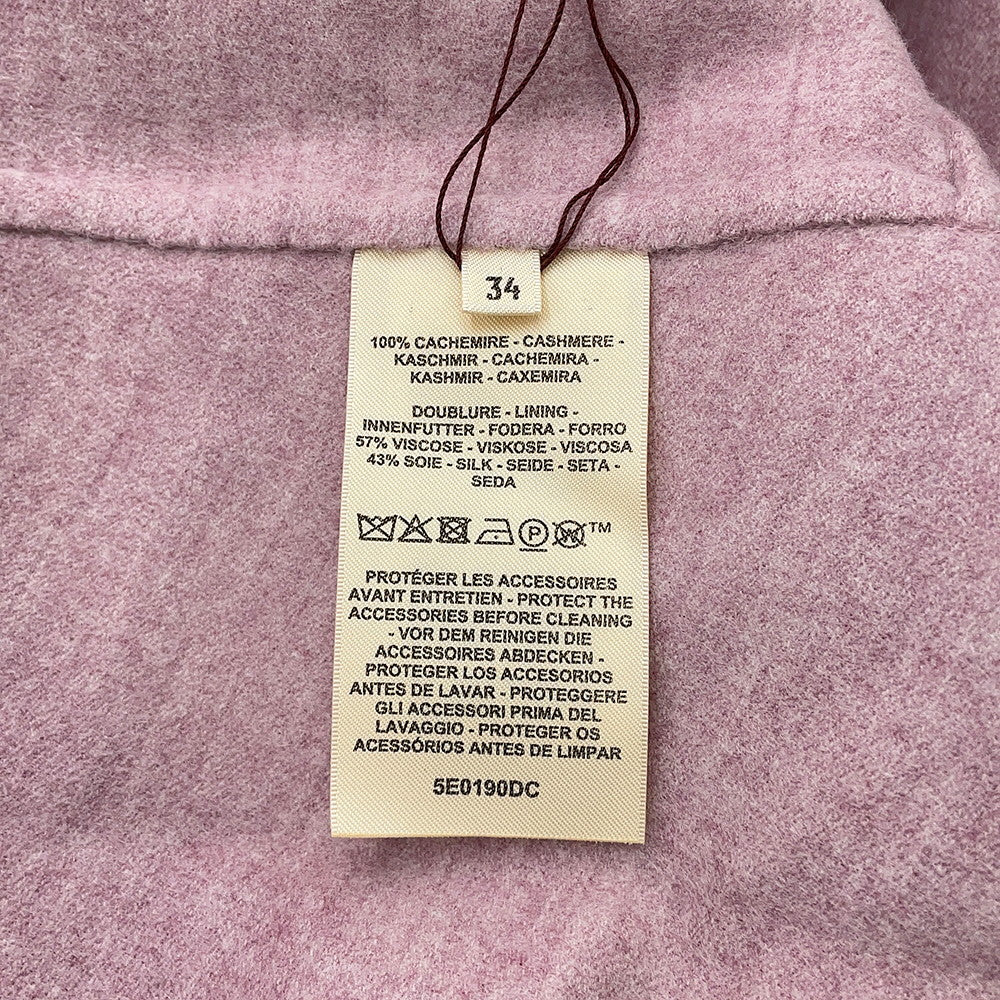 34
100% CACHEMIRE - CASHMERE -
KASCHMIR - CACHEMIRA -
KASHMIR - CAXEMIRA
DOUBLURE - LINING -
INNENFUTTER - FODERA - FORRO
57% VISCOSE - VISKOSE - VISCOSA
43% SOIE - SILK - SEIDE - SETA -
SEDA
P W TM
PROTÉGER LES ACCESSOIRES
AVANT ENTRETIEN - PROTECT THE
ACCESSORIES BEFORE CLEANING
- VOR DEM REINIGEN DIE
ACCESSOIRES ABDECKEN -
PROTEGER LOS ACCESORIOS
ANTES DE LAVAR - PROTEGGERE
GLI ACCESSORI PRIMA DEL
LAVAGGIO - PROTEGER OS
ACESSÓRIOS ANTES DE LIMPAR
5E0190DC